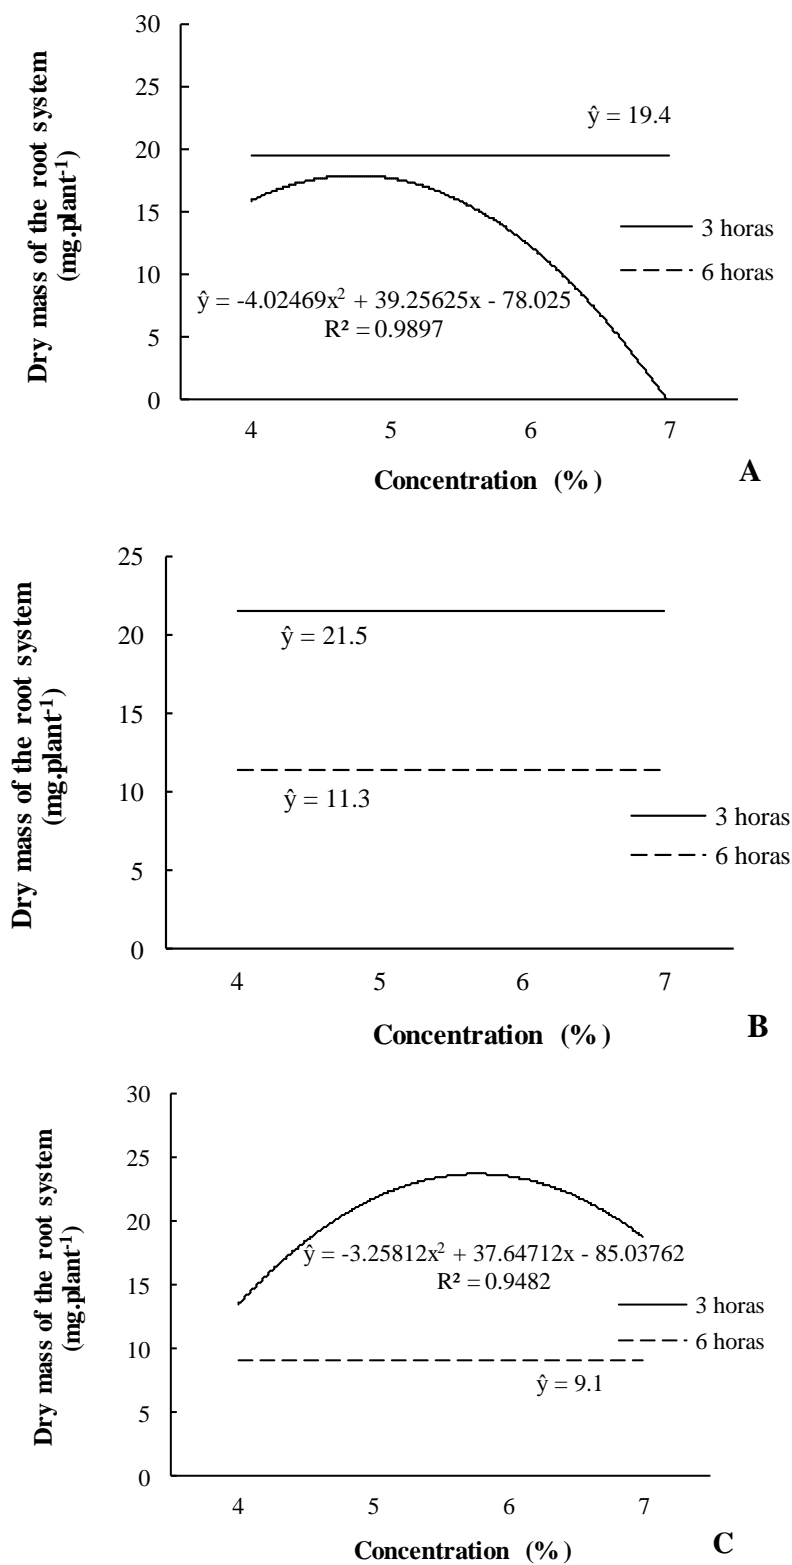 30
25
20
15
10
5
0
Dry mass of the root system
(mg.plant⁻¹)
ŷ = 19.4
3 horas
6 horas
ŷ = -4.02469x² + 39.25625x - 78.025
R² = 0.9897
4 5 6 7
Concentration (%)
A
25
20
15
10
5
0
Dry mass of the root system
(mg.plant⁻¹)
ŷ = 21.5
ŷ = 11.3
3 horas
6 horas
4 5 6 7
Concentration (%)
B
30
25
20
15
10
5
0
Dry mass of the root system
(mg.plant⁻¹)
ŷ = -3.25812x² + 37.64712x - 85.03762
R² = 0.9482
3 horas
6 horas
ŷ = 9.1
4 5 6 7
Concentration (%)
C